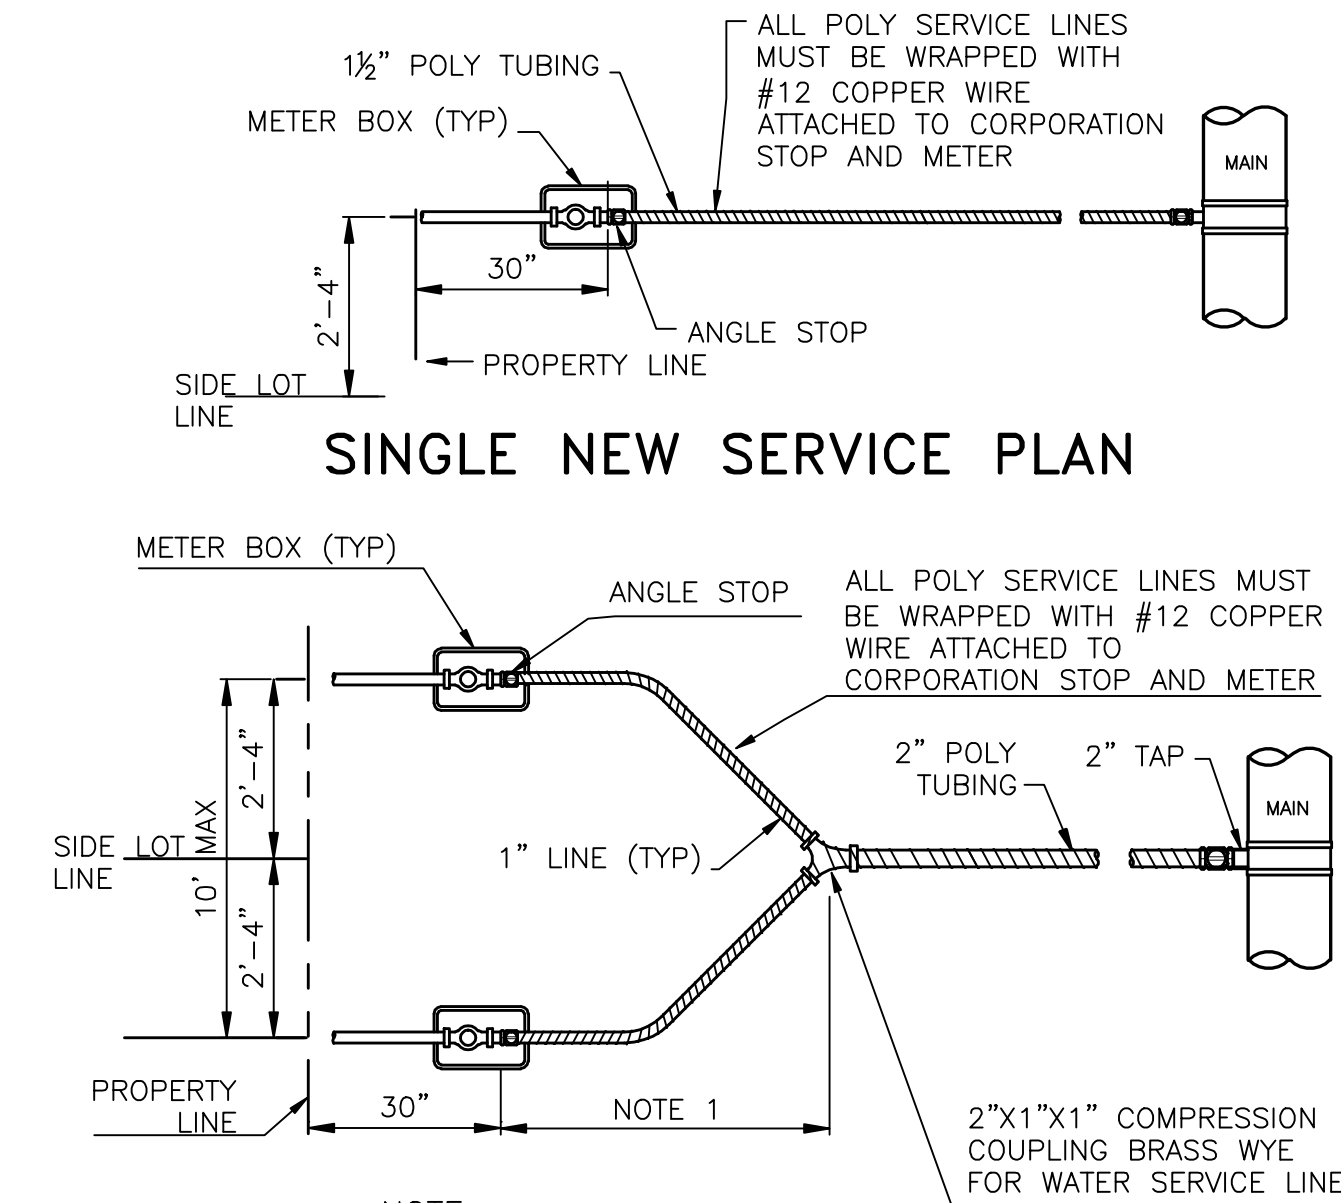 ALL POLY SERVICE LINES
MUST BE WRAPPED WITH
#12 COPPER WIRE
ATTACHED TO CORPORATION
STOP AND METER
1½” POLY TUBING
METER BOX (TYP)
MAIN
30”
2’–4”
ANGLE STOP
PROPERTY LINE
SIDE LOT
LINE
SINGLE NEW SERVICE PLAN
METER BOX (TYP)
ANGLE STOP
ALL POLY SERVICE LINES MUST
BE WRAPPED WITH #12 COPPER
WIRE ATTACHED TO
CORPORATION STOP AND METER
2” POLY
TUBING
2” TAP
MAIN
2’–4”
10’ MAX
SIDE LOT
LINE
1” LINE (TYP)
2’–4”
PROPERTY
LINE
30”
NOTE 1
2”X1”X1” COMPRESSION
COUPLING BRASS WYE
FOR WATER SERVICE LINE
NOTE